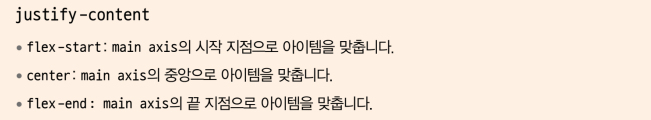 justify-content
• flex-start: main axis의 시작 지점으로 아이템을 맞춥니다.
• center: main axis의 중앙으로 아이템을 맞춥니다.
• flex-end: main axis의 끝 지점으로 아이템을 맞춥니다.